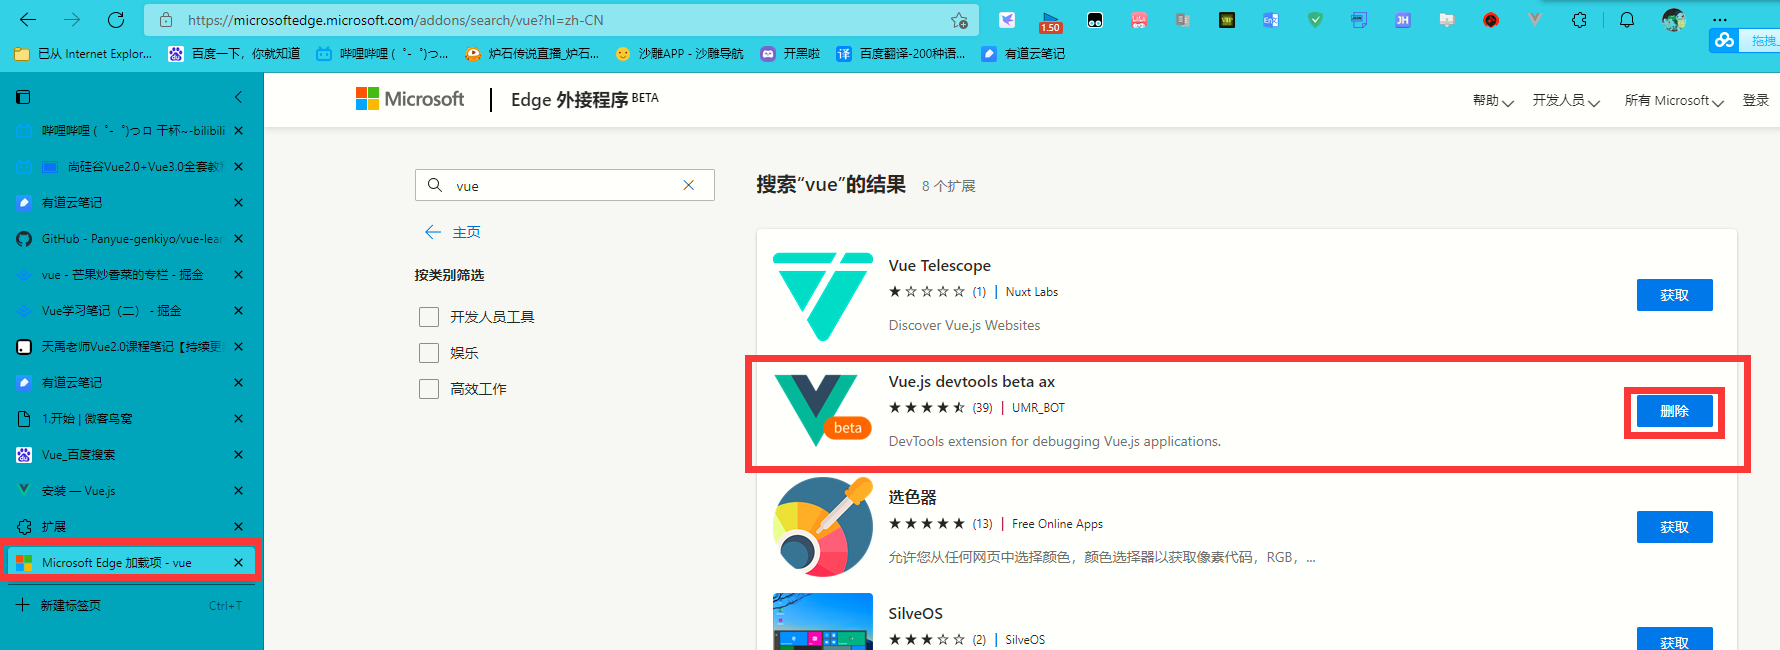 https://microsoftedge.microsoft.com/addons/search/vue?hl=zh-CN
1.50
拖拽上
已从 Internet Explor...
百度一下，你就知道
哔哩哔哩 (゜-゜)つ...
炉石传说直播_炉石...
沙雕APP - 沙雕导航
开黑啦
百度翻译-200种语...
有道云笔记
Microsoft
Edge 外接程序 BETA
帮助
开发人员
所有 Microsoft
登录
哔哩哔哩 (゜-゜)つロ 干杯~-bilibili
尚硅谷Vue2.0+Vue3.0全套教
有道云笔记
GitHub - Panyue-genkiyo/vue-lear
vue - 芒果炒香菜的专栏 - 掘金
Vue学习笔记（二） - 掘金
天禹老师Vue2.0课程笔记【持续更
有道云笔记
1.开始 | 微客鸟窝
Vue_百度搜索
安装 — Vue.js
扩展
Microsoft Edge 加载项 - vue
新建标签页
Ctrl+T
vue
主页
按类别筛选
开发人员工具
娱乐
高效工作
搜索“vue”的结果
8 个扩展
Vue Telescope
(1)
Nuxt Labs
Discover Vue.js Websites
获取
beta
Vue.js devtools beta ax
(39)
UMR_BOT
DevTools extension for debugging Vue.js applications.
删除
选色器
(13)
Free Online Apps
允许您从任何网页中选择颜色，颜色选择器以获取像素代码，RGB，...
获取
SilveOS
(2)
SilveOS
获取